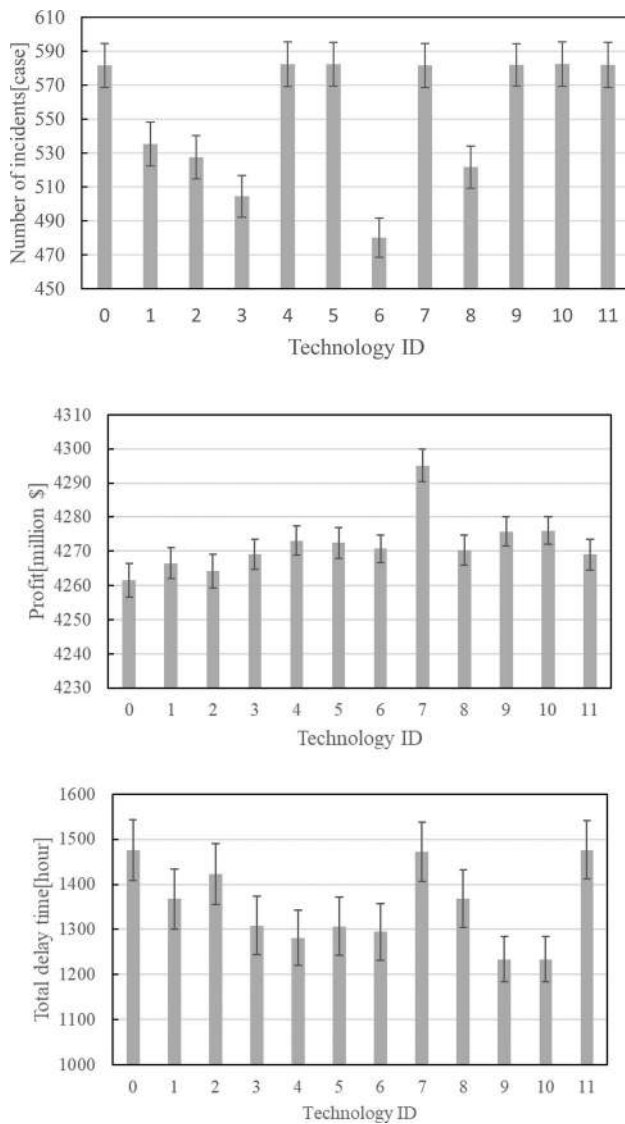 Number of incidents[case]
610
590
570
550
530
510
490
470
450
0 1 2 3 4 5 6 7 8 9 10 11
Technology ID
Profit[million $]
4310
4300
4290
4280
4270
4260
4250
4240
4230
0 1 2 3 4 5 6 7 8 9 10 11
Technology ID
Total delay time[hour]
1600
1500
1400
1300
1200
1100
1000
0 1 2 3 4 5 6 7 8 9 10 11
Technology ID